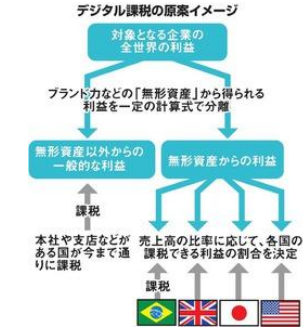 デジタル課税の原案イメージ
対象となる企業の
全世界の利益
ブランド力などの「無形資産」から得られる
利益を一定の計算式で分離
無形資産以外からの
一般的な利益
無形資産からの利益
課税
本社や支店などが
ある国が今まで通
りに課税
売上高の比率に応じて、各国の
課税できる利益の割合を決定
課税